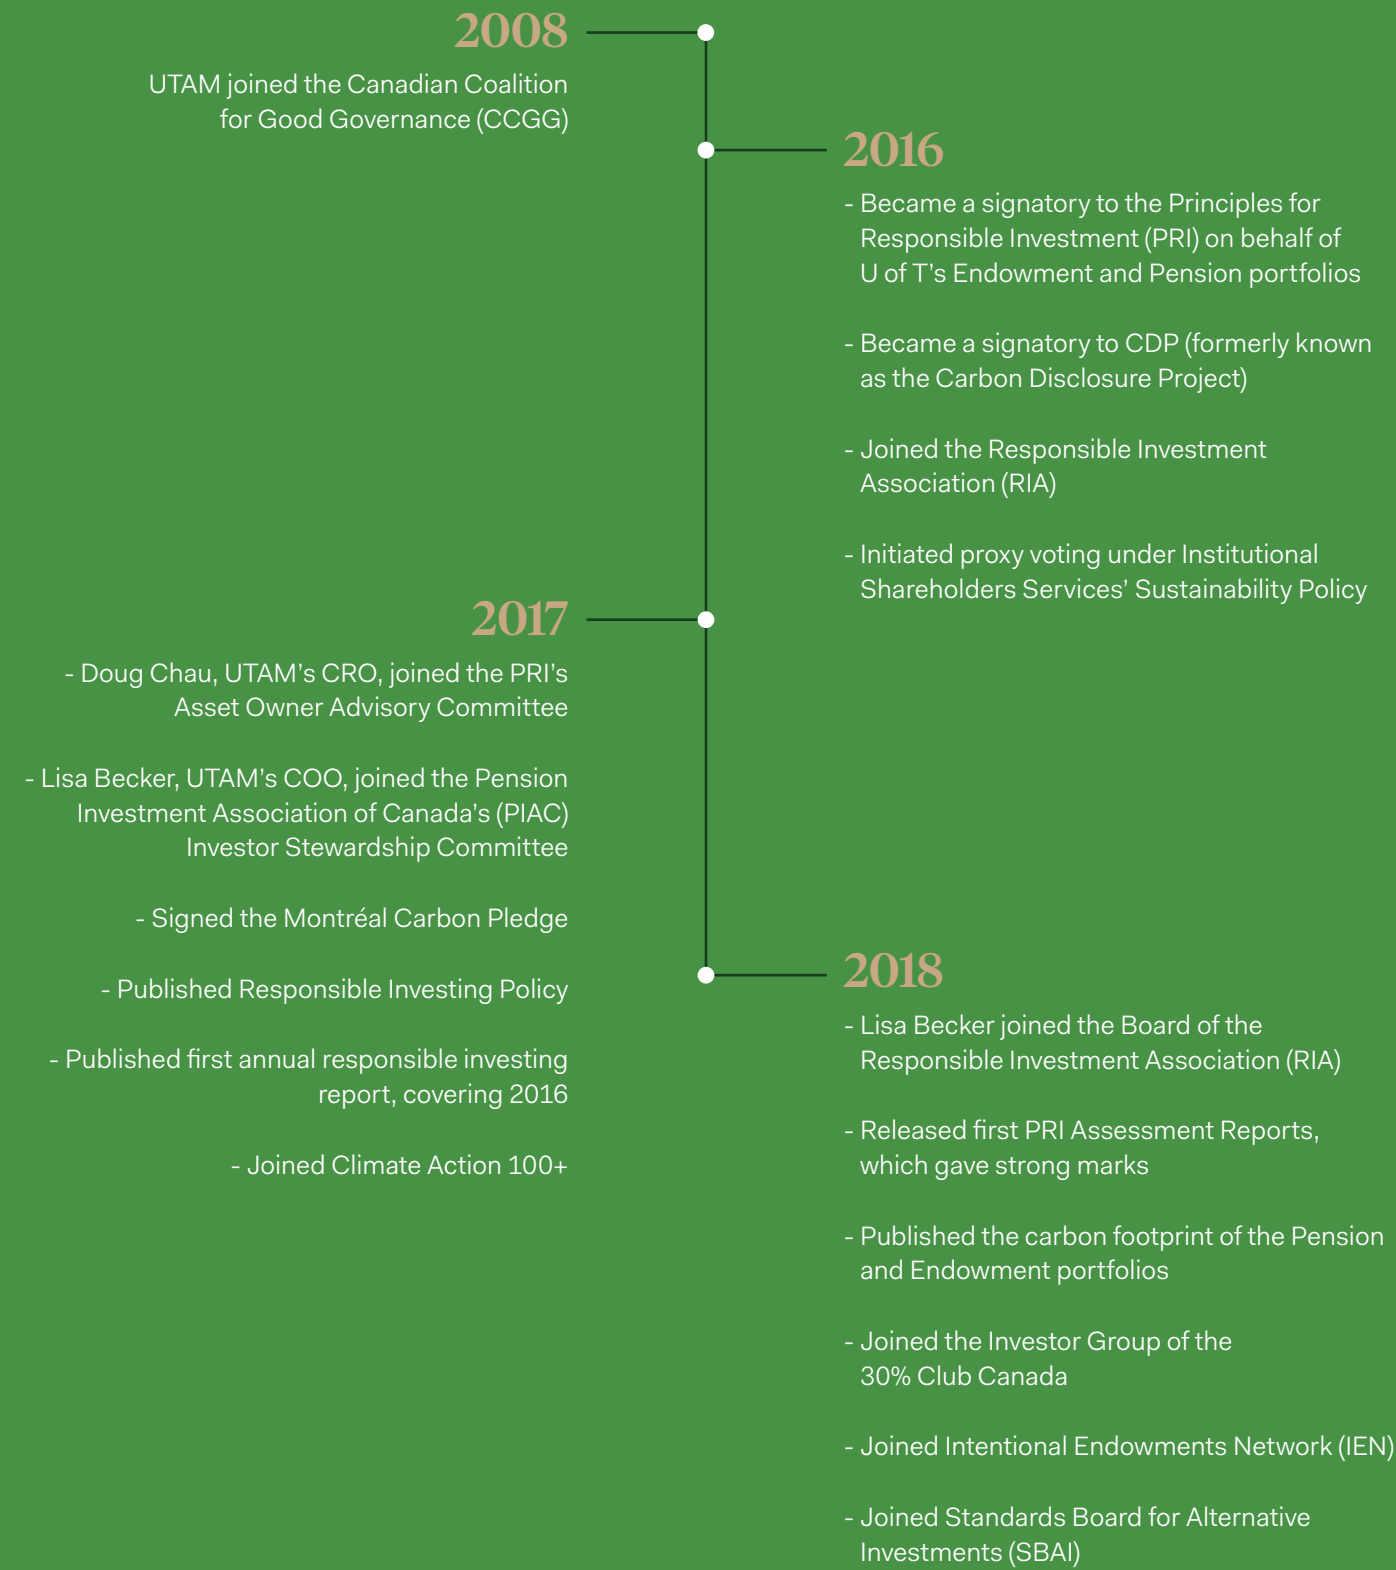 2008
UTAM joined the Canadian Coalition
for Good Governance (CCGG)
2016
- Became a signatory to the Principles for
Responsible Investment (PRI) on behalf of
U of T’s Endowment and Pension portfolios
- Became a signatory to CDP (formerly known
as the Carbon Disclosure Project)
- Joined the Responsible Investment
Association (RIA)
- Initiated proxy voting under Institutional
Shareholders Services’ Sustainability Policy
2017
- Doug Chau, UTAM’s CRO, joined the PRI’s
Asset Owner Advisory Committee
- Lisa Becker, UTAM’s COO, joined the Pension
Investment Association of Canada’s (PIAC)
Investor Stewardship Committee
- Signed the Montréal Carbon Pledge
- Published Responsible Investing Policy
- Published first annual responsible investing
report, covering 2016
- Joined Climate Action 100+
2018
- Lisa Becker joined the Board of the
Responsible Investment Association (RIA)
- Released first PRI Assessment Reports,
which gave strong marks
- Published the carbon footprint of the Pension
and Endowment portfolios
- Joined the Investor Group of the
30% Club Canada
- Joined Intentional Endowments Network (IEN)
- Joined Standards Board for Alternative
Investments (SBAI)